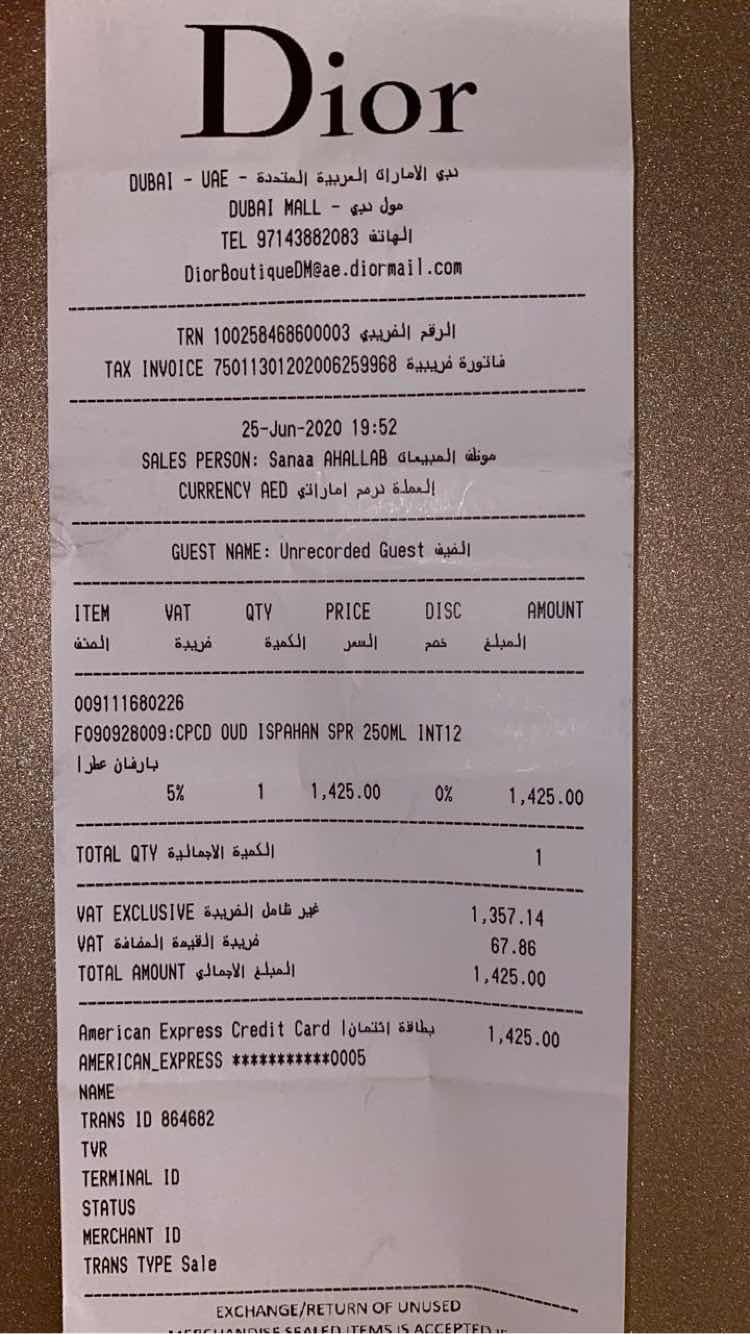 Dior
DUBAI - UAE - دبي الامارات العربية المتحدة
DUBAI MALL - مول دبي
TEL 97143882083 الهاتف
DiorBoutiqueDM@ae.diormail.com
TRN 100258468600003 الرقم الضريبي
TAX INVOICE 75011301202006259968 فاتورة ضريبية
25-Jun-2020 19:52
SALES PERSON: Sanaa AHALLAB موظف المبيعات
CURRENCY AED العملة درهم اماراتي
GUEST NAME: Unrecorded Guest الضيف
ITEM VAT QTY PRICE DISC AMOUNT
الصنف ضريبة الكمية السعر خصم المبلغ
009111680226
F090928009:CPCD OUD ISPAHAN SPR 250ML INT12
بارفان عطر ا
5% 1 1,425.00 0% 1,425.00
TOTAL QTY الكمية الاجمالية 1
VAT EXCLUSIVE غير شامل الضريبة 1,357.14
VAT ضريبة القيمة المضافة 67.86
TOTAL AMOUNT المبلغ الاجمالي 1,425.00
American Express Credit Card بطاقة ائتمان ا 1,425.00
AMERICAN_EXPRESS ***********0005
NAME
TRANS ID 864682
TVR
TERMINAL ID
STATUS
MERCHANT ID
TRANS TYPE Sale
EXCHANGE/RETURN OF UNUSED
MERCHANDISE SEALED ITEMS IS ACCEPTED